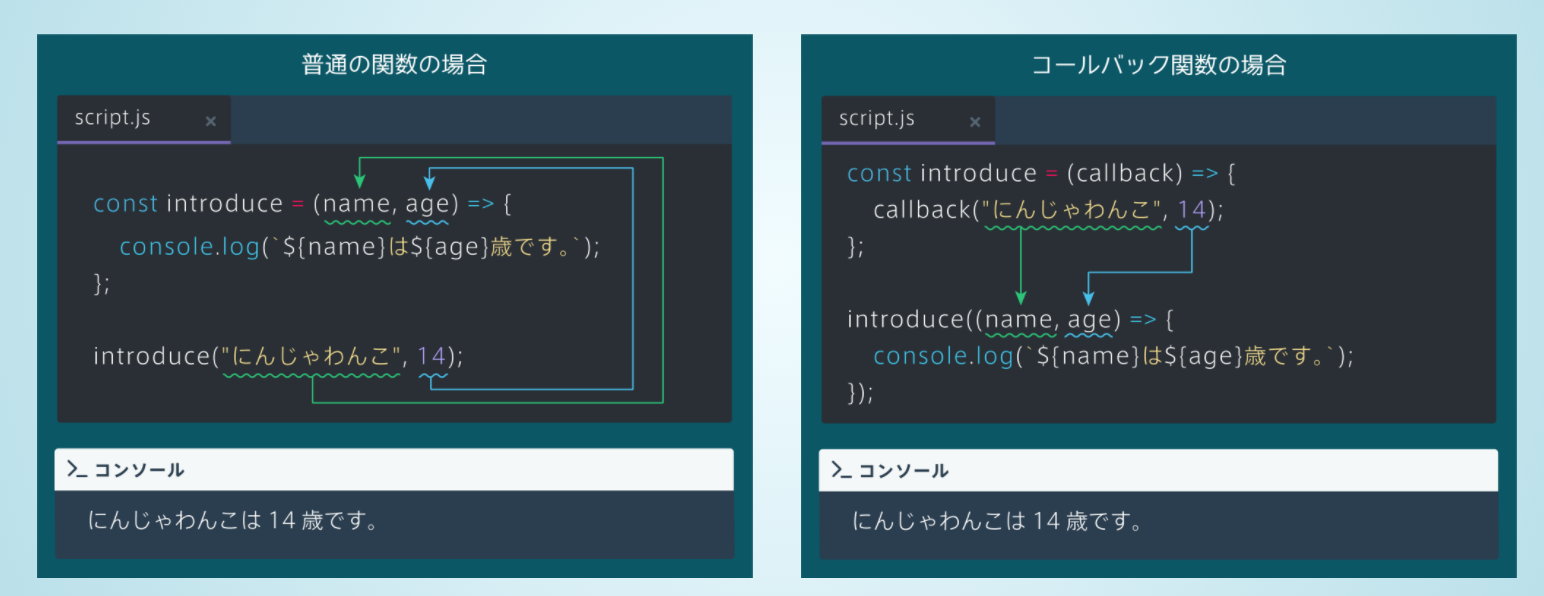 普通の関数の場合
script.js ×
const introduce = (name, age) => {
console.log(`${name}は${age}歳です。`);
};
introduce("にんじゃわんこ", 14);
>_ コンソール
にんじゃわんこは 14 歳です。
コールバック関数の場合
script.js ×
const introduce = (callback) => {
callback("にんじゃわんこ", 14);
};
introduce((name, age) => {
console.log(`${name}は${age}歳です。`);
});
>_ コンソール
にんじゃわんこは 14 歳です。